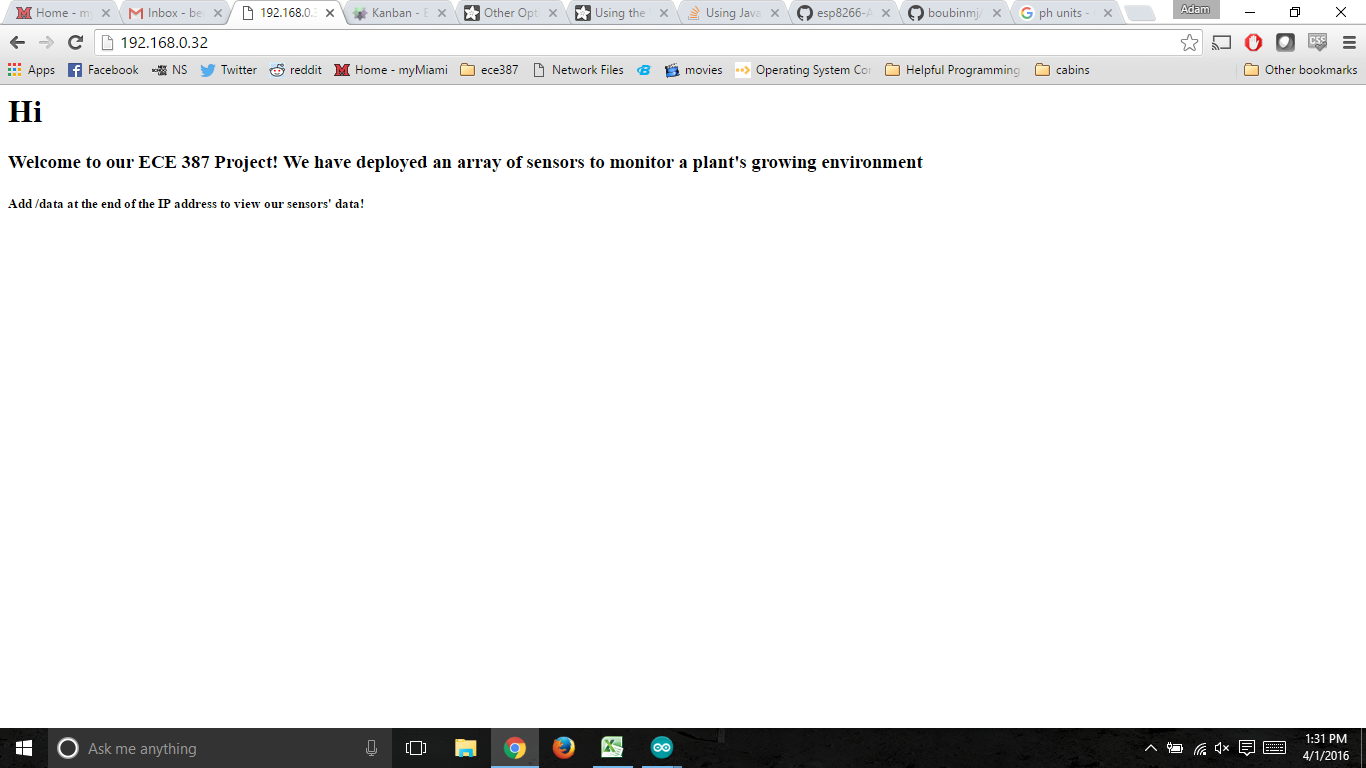 Home - my
Inbox - be
192.168.0.3
Kanban - E
Other Opti
Using the
Using Java
esp8266-A
boubinmj/
ph units -
Adam
192.168.0.32
Apps
Facebook
NS
Twitter
reddit
Home - myMiami
ece387
Network Files
movies
Operating System Cor
Helpful Programming
cabins
Other bookmarks
Hi
Welcome to our ECE 387 Project! We have deployed an array of sensors to monitor a plant's growing environment
Add /data at the end of the IP address to view our sensors' data!
Ask me anything
1:31 PM
4/1/2016